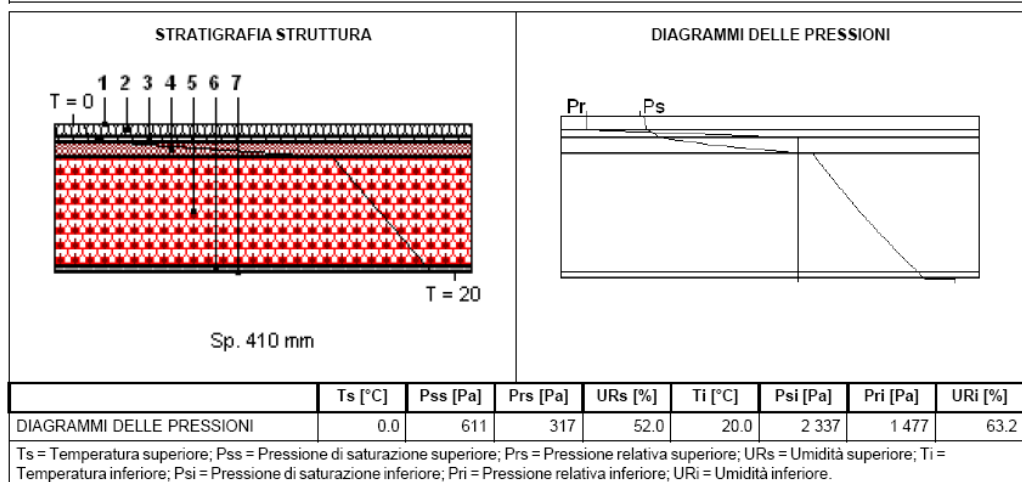 STRATIGRAFIA STRUTTURA
DIAGRAMMI DELLE PRESSIONI
1 2 3 4 5 6 7
T = 0
T = 20
Sp. 410 mm
Pr Ps
Ts [°C] Pss [Pa] Prs [Pa] URs [%] Ti [°C] Psi [Pa] Pri [Pa] URi [%]
DIAGRAMMI DELLE PRESSIONI 0.0 611 317 52.0 20.0 2 337 1 477 63.2
Ts = Temperatura superiore; Pss = Pressione di saturazione superiore; Prs = Pressione relativa superiore; URs = Umidità superiore; Ti =
Temperatura inferiore; Psi = Pressione di saturazione inferiore; Pri = Pressione relativa inferiore; URi = Umidità inferiore.